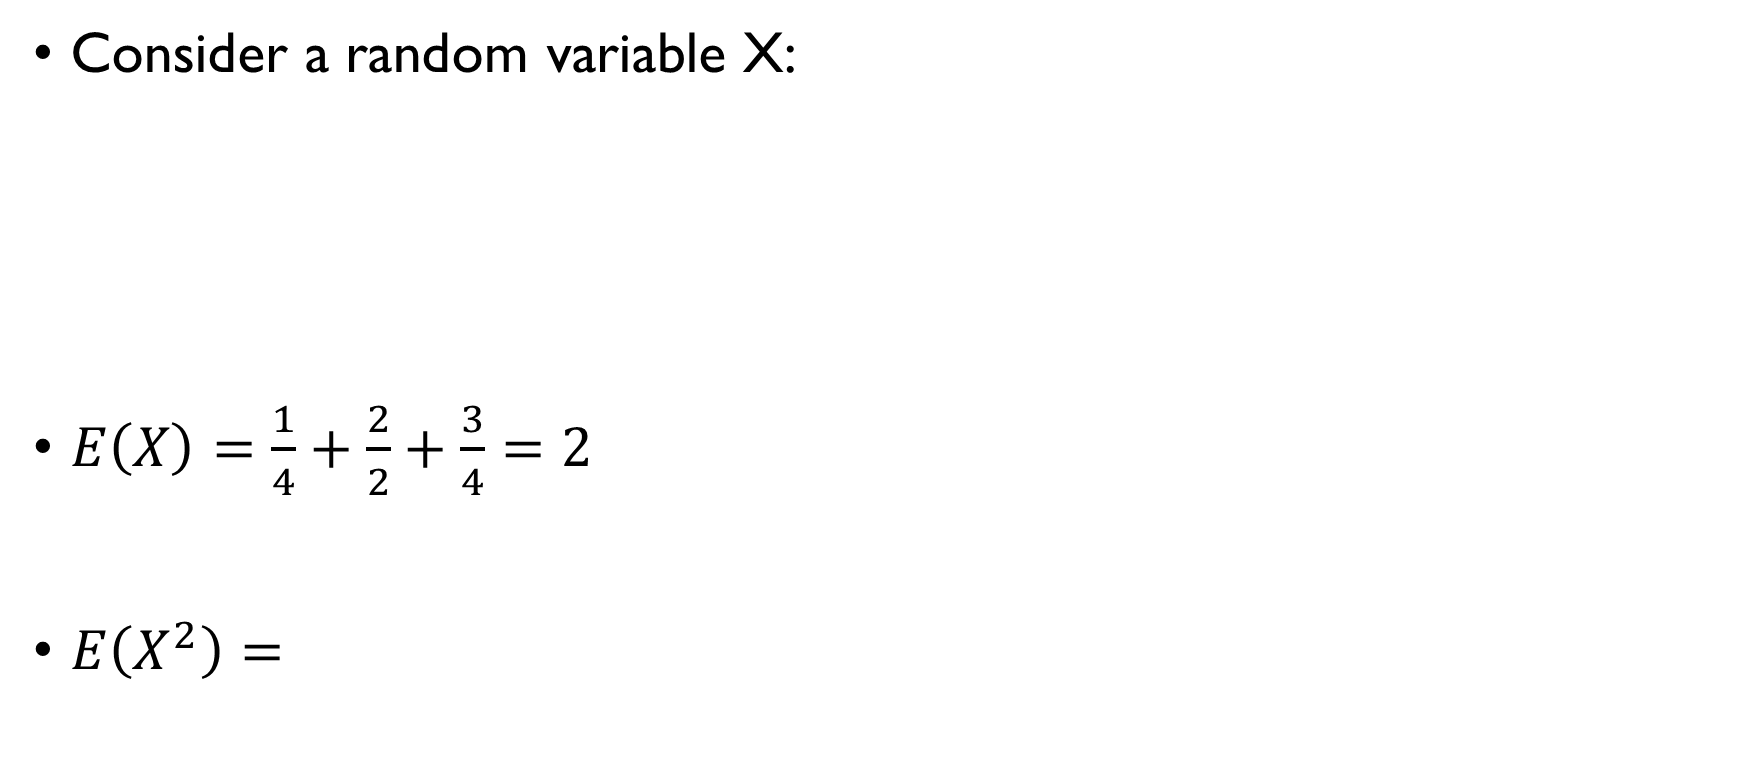 • Consider a random variable X:
• E(X) = 1/4 + 2/2 + 3/4 = 2
• E(X²) =